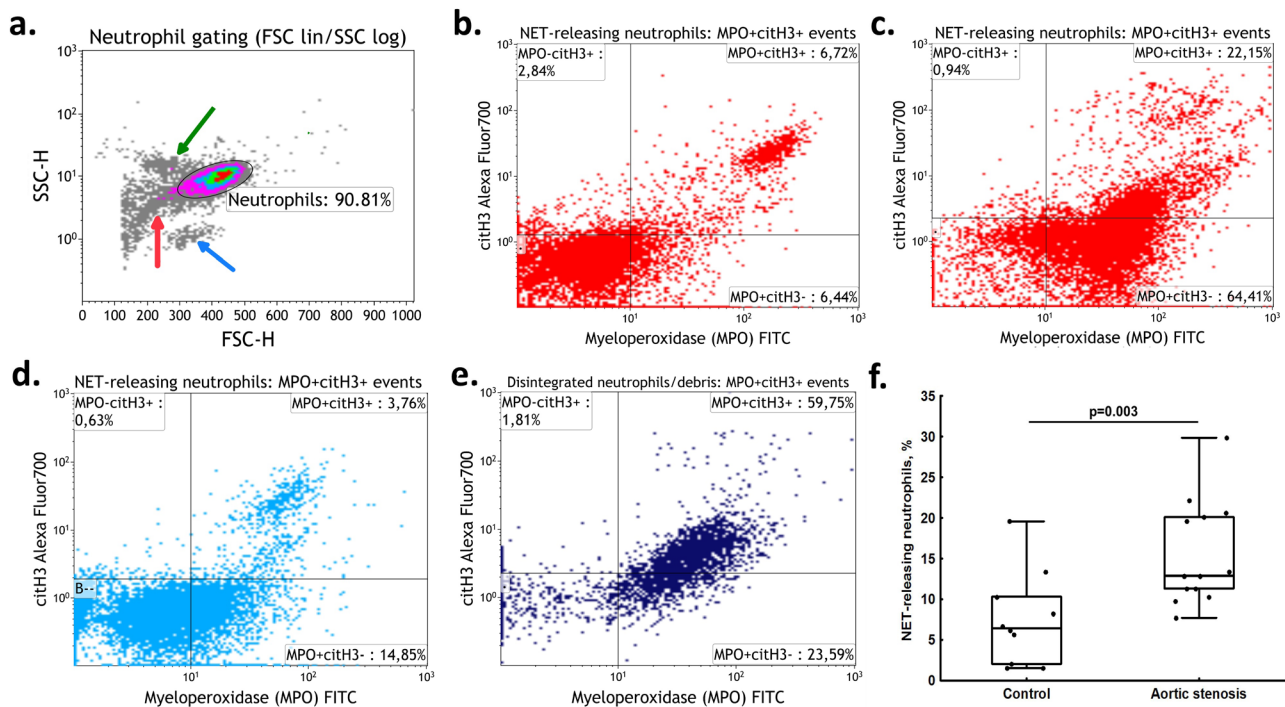 a.
Neutrophil gating (FSC lin/SSC log)
10³
10²
10¹
10⁰
SSC-H
Neutrophils: 90.81%
0 100 200 300 400 500 600 700 800 900 1000
FSC-H
b.
NET-releasing neutrophils: MPO+citH3+ events
MPO-citH3+ :
2,84%
MPO+citH3+ : 6,72%
10³
10²
10¹
10⁰
citH3 Alexa Fluor700
MPO+citH3- : 6,44%
10¹ 10² 10³
Myeloperoxidase (MPO) FITC
c.
NET-releasing neutrophils: MPO+citH3+ events
MPO-citH3+ :
0,94%
MPO+citH3+ : 22,15%
10³
10²
10¹
10⁰
citH3 Alexa Fluor700
MPO+citH3- : 64,41%
10¹ 10² 10³
Myeloperoxidase (MPO) FITC
d.
NET-releasing neutrophils: MPO+citH3+ events
MPO-citH3+ :
0,63%
MPO+citH3+ : 3,76%
10³
10²
10¹
10⁰
citH3 Alexa Fluor700
B--
MPO+citH3- : 14,85%
10¹ 10² 10³
Myeloperoxidase (MPO) FITC
e.
Disintegrated neutrophils/debris: MPO+citH3+ events
MPO-citH3+ :
1,81%
MPO+citH3+ : 59,75%
10³
10²
10¹
10⁰
citH3 Alexa Fluor700
MPO+citH3- : 23,59%
10¹ 10² 10³
Myeloperoxidase (MPO) FITC
f.
p=0.003
35
30
25
20
15
10
5
0
NET-releasing neutrophils, %
Control Aortic stenosis